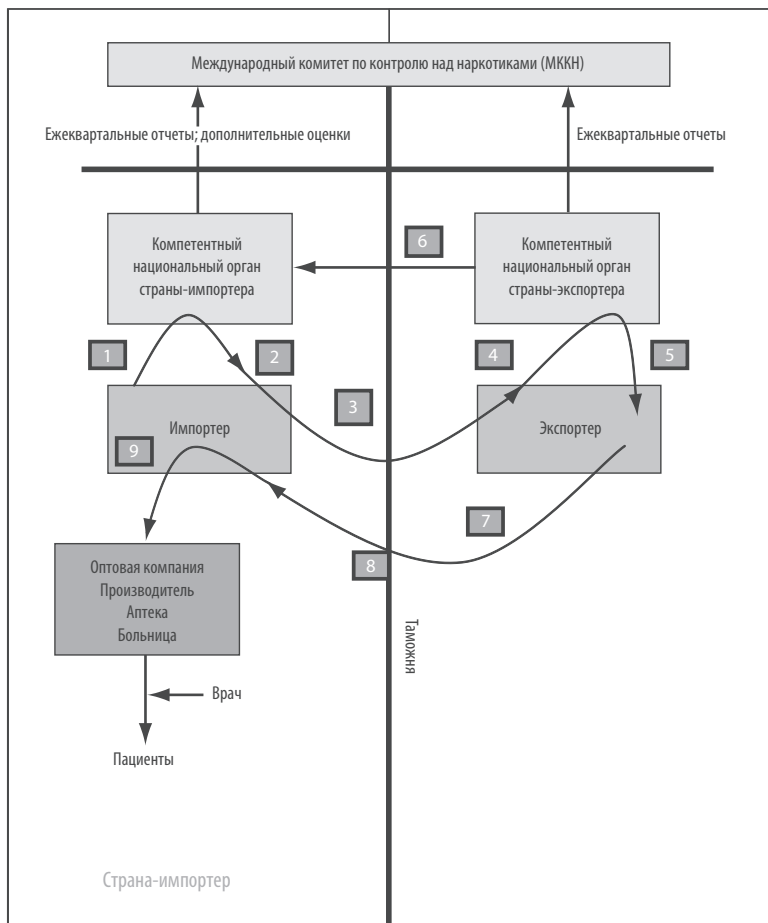 Международный комитет по контролю над наркотиками (МККН)
Ежеквартальные отчеты; дополнительные оценки
Ежеквартальные отчеты
Компетентный
национальный орган
страны-импортера
6
Компетентный
национальный орган
страны-экспортера
1
2
3
4
5
Импортер
Экспортер
9
7
8
Оптовая компания
Производитель
Аптека
Больница
Таможня
Врач
Пациенты
Страна-импортер